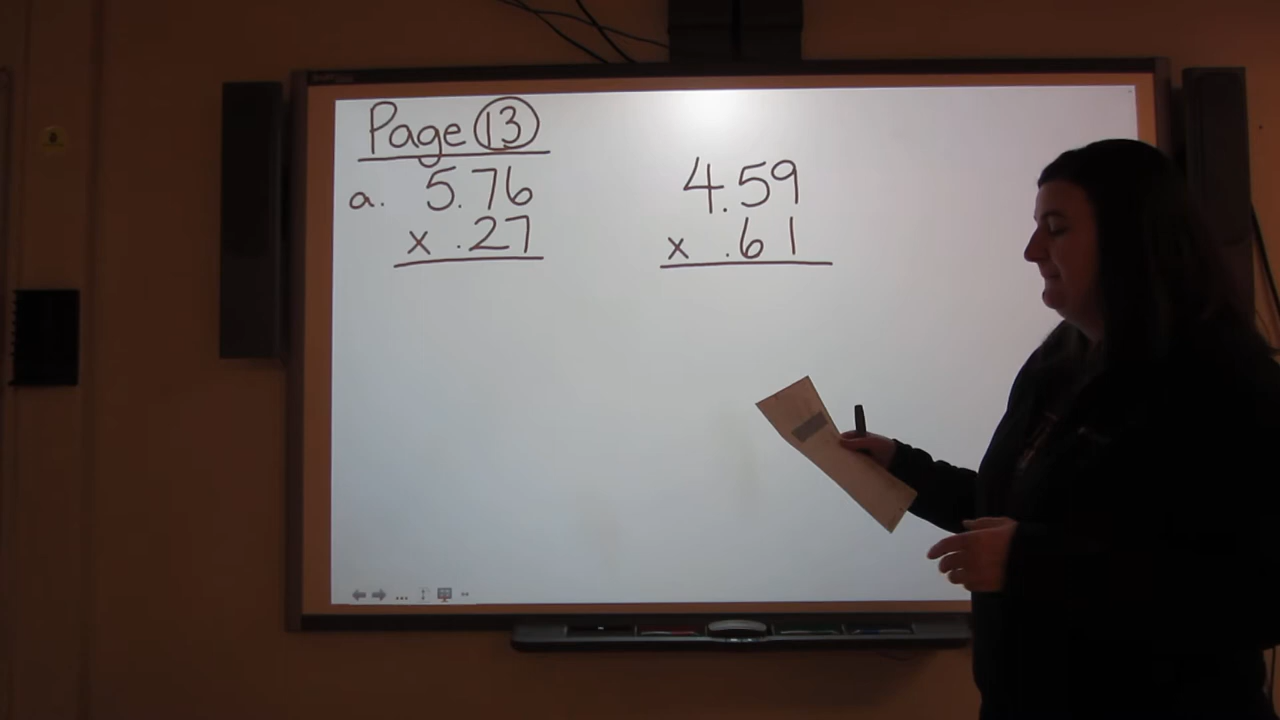 Page 13
a. 5.76
x .27
4.59
x .61